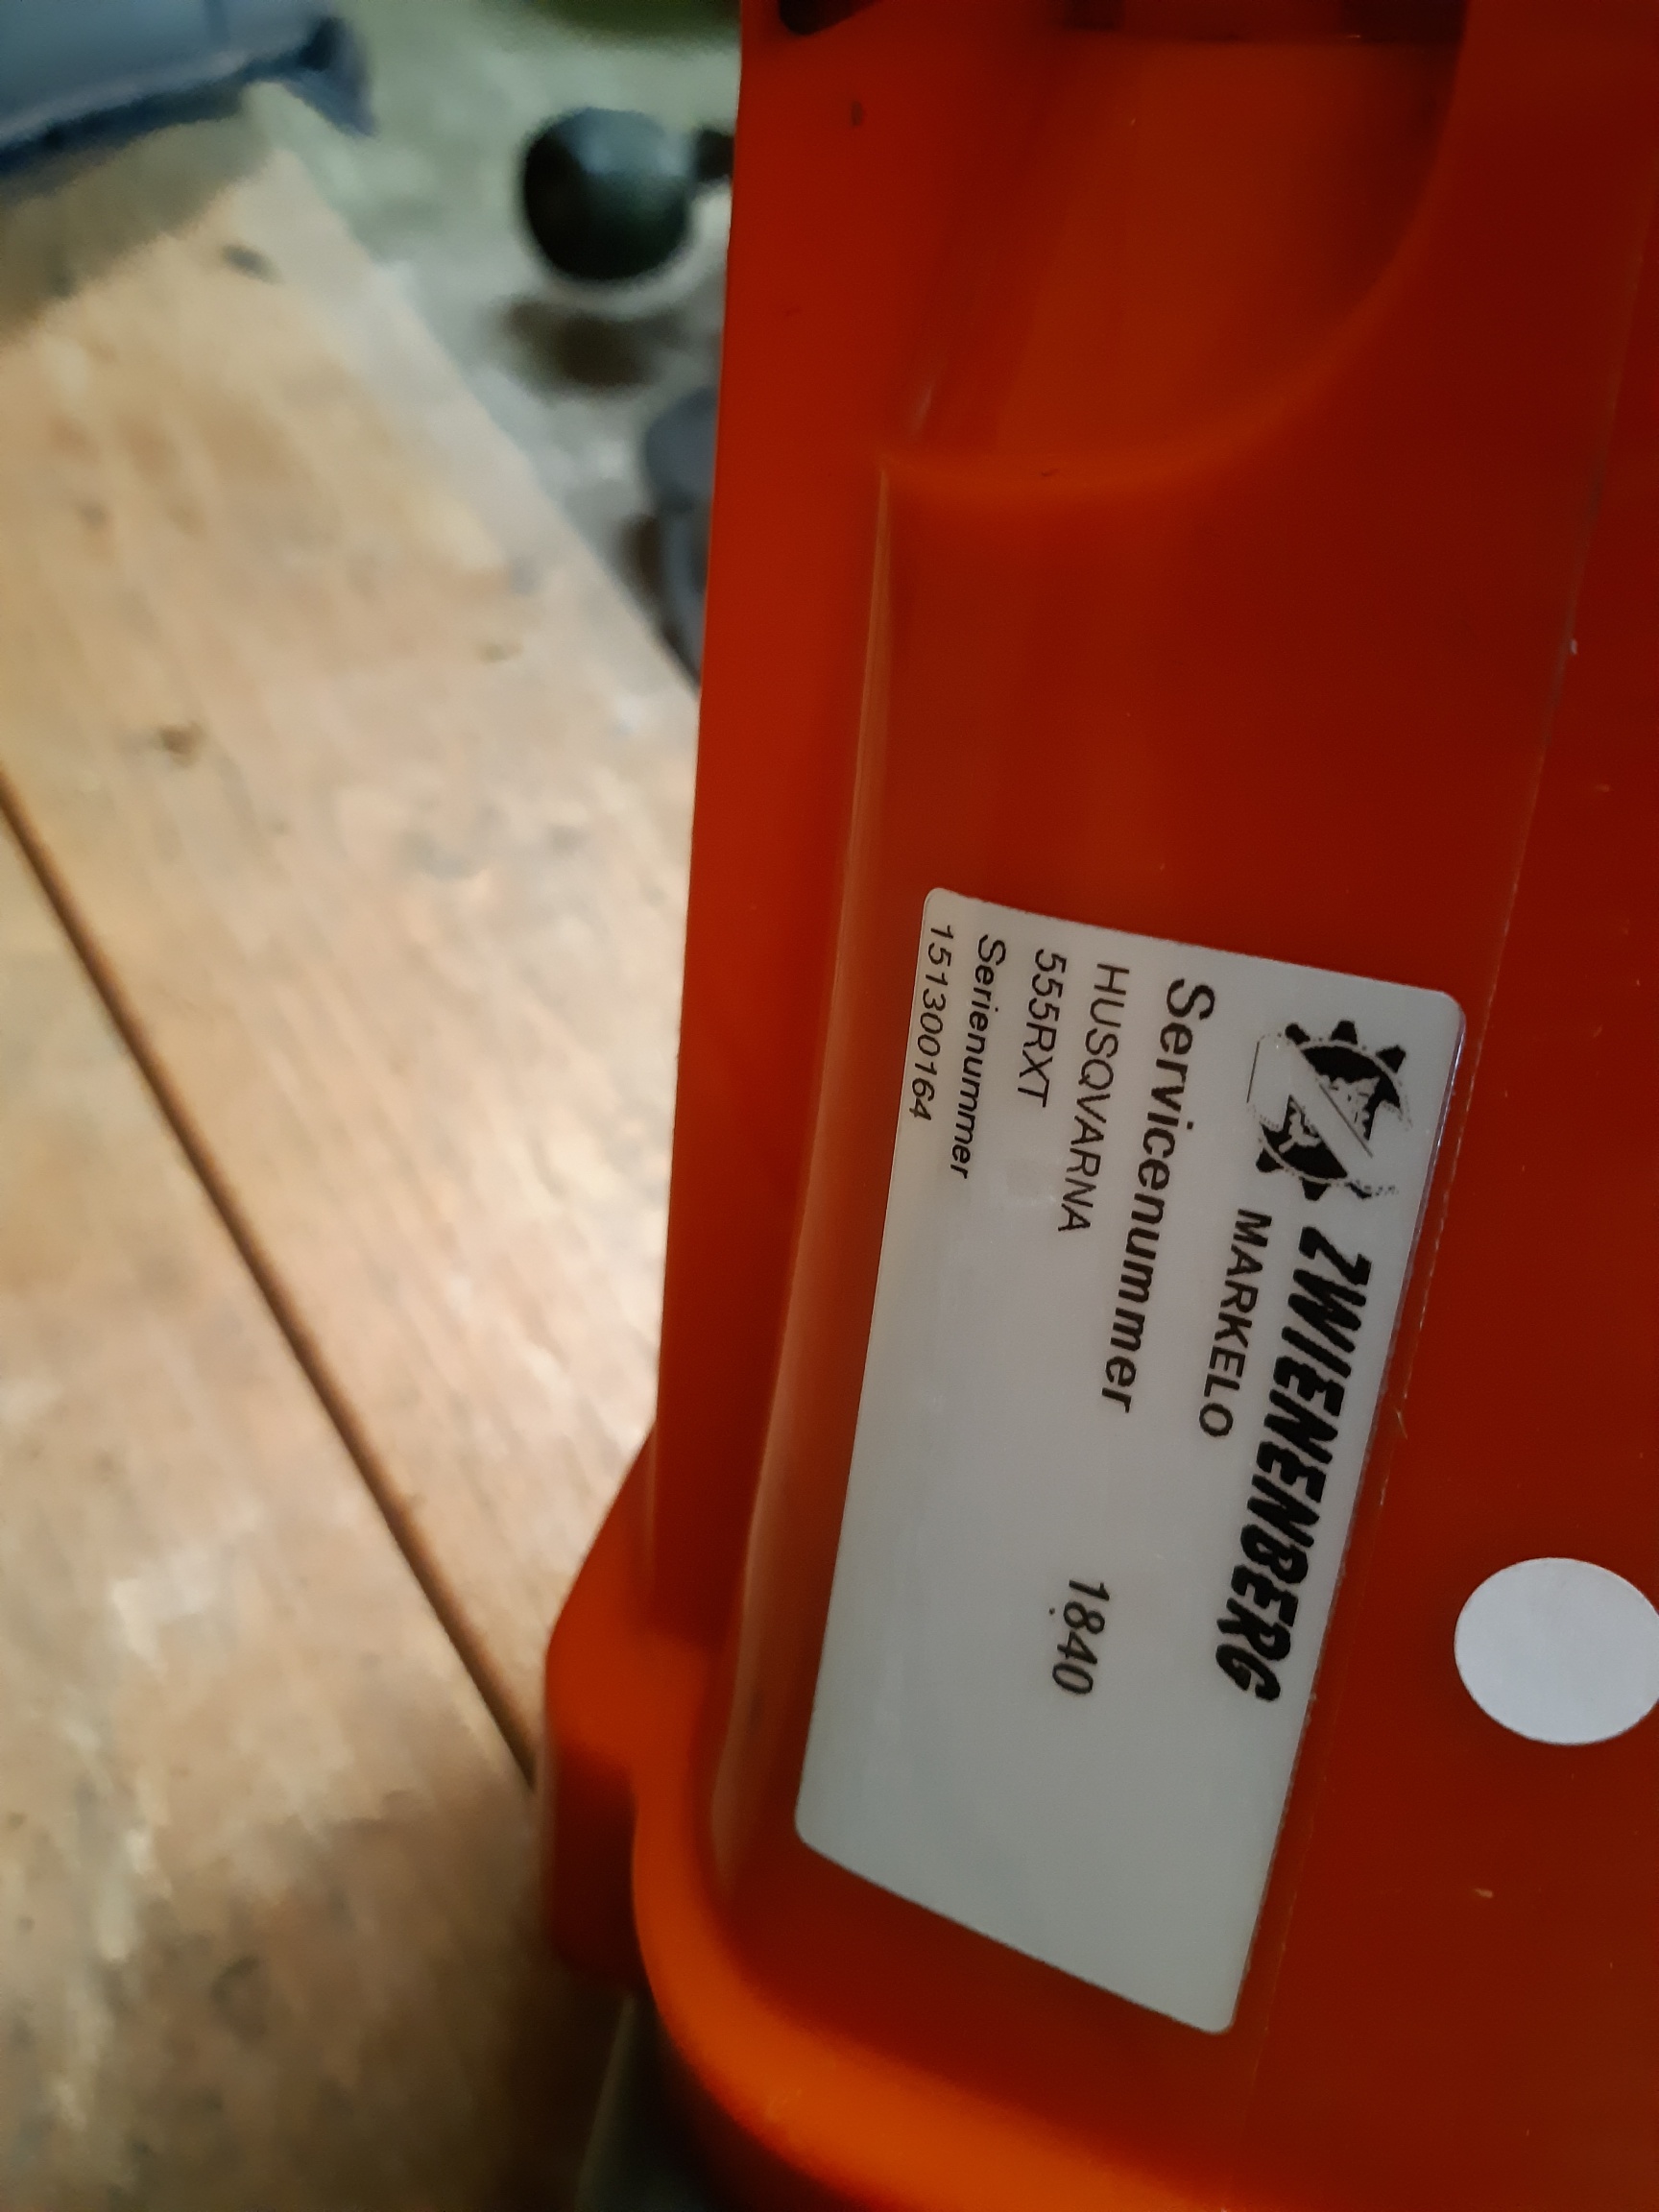 ZWIENENBERG
MARKELO
Servicenummer
HUSQVARNA 1840
555RXT
Serienummer
151300164